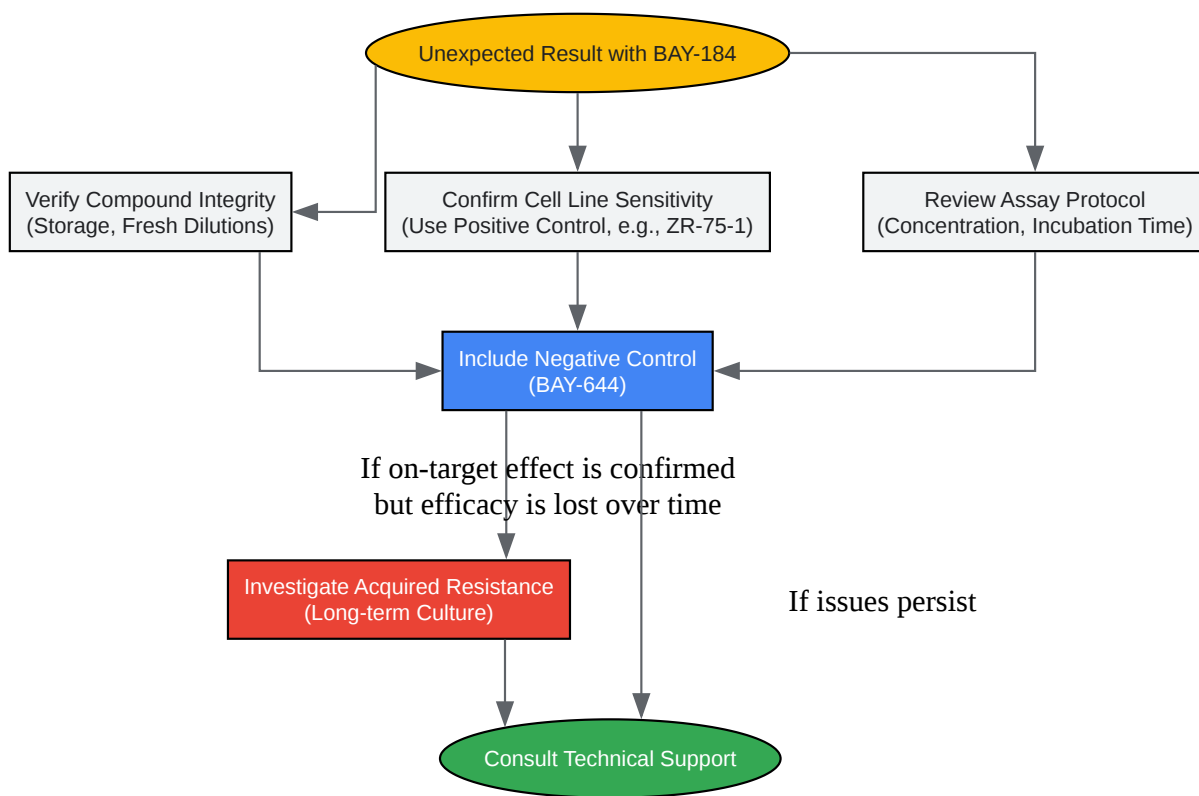 Unexpected Result with BAY-184
Verify Compound Integrity
(Storage, Fresh Dilutions)
Confirm Cell Line Sensitivity
(Use Positive Control, e.g., ZR-75-1)
Review Assay Protocol
(Concentration, Incubation Time)
Include Negative Control
(BAY-644)
If on-target effect is confirmed
but efficacy is lost over time
Investigate Acquired Resistance
(Long-term Culture)
If issues persist
Consult Technical Support